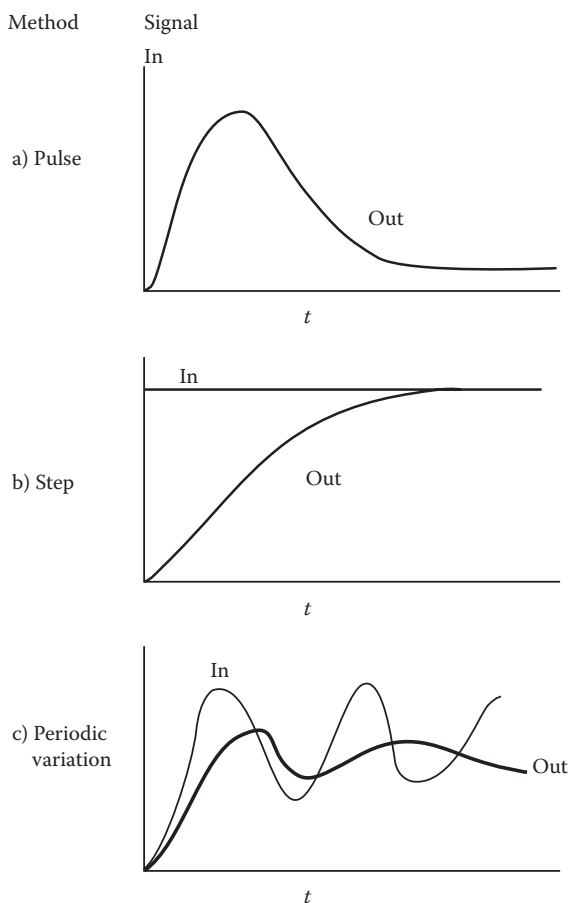 Method Signal
In
a) Pulse
Out
t
In
b) Step
Out
t
In
c) Periodic
variation
Out
t